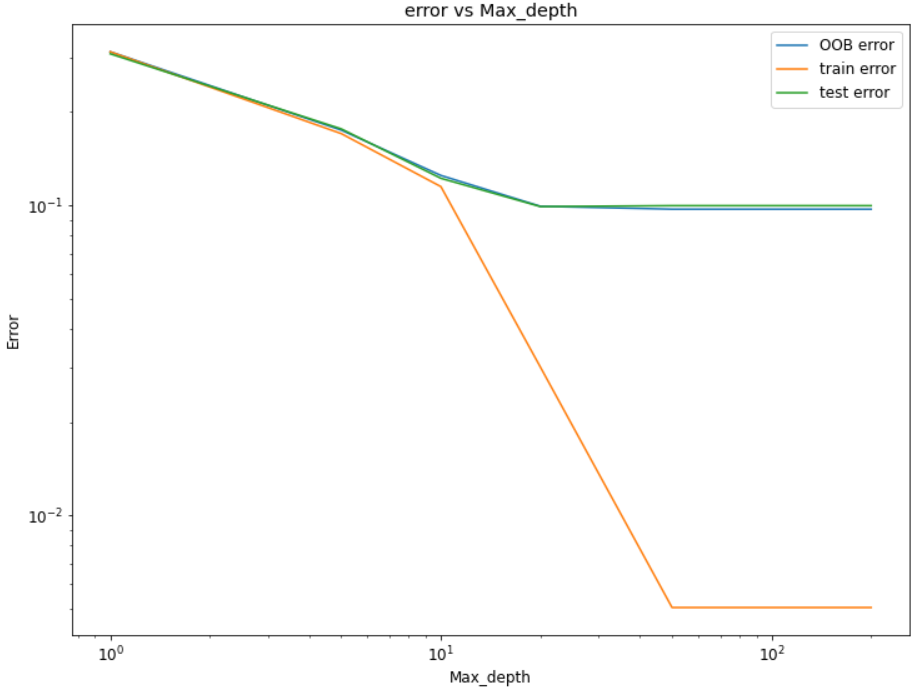 error vs Max_depth
OOB error
train error
test error
Error
10⁻¹
10⁻²
10⁰
10¹
10²
Max_depth